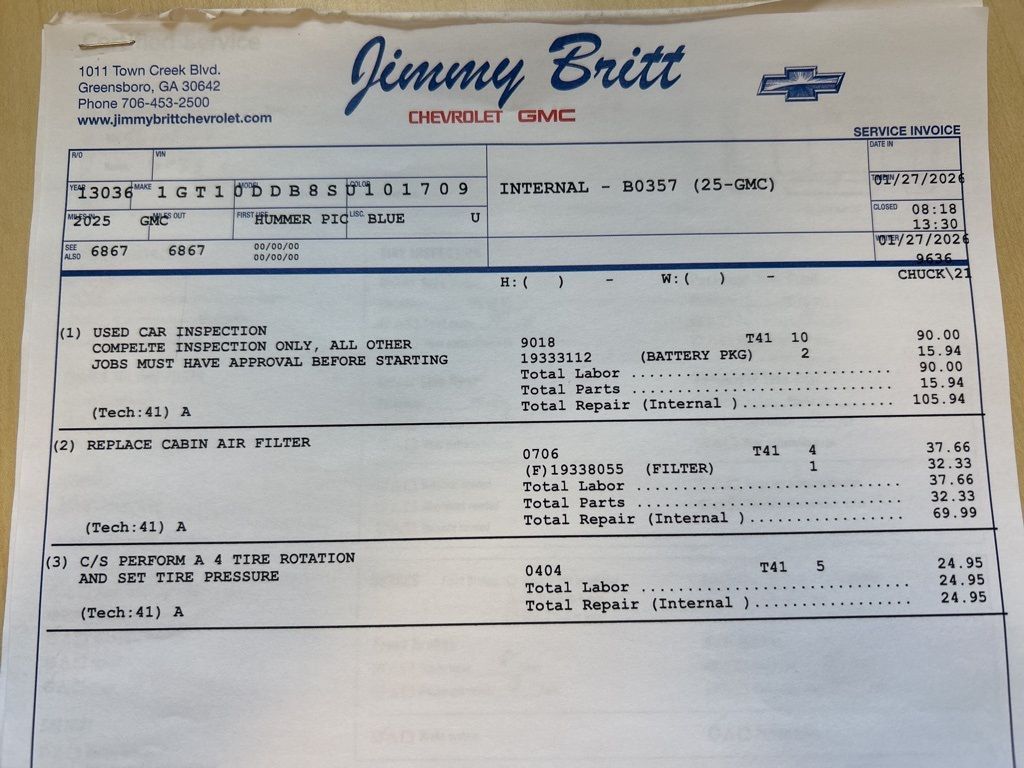 1011 Town Creek Blvd.
Greensboro, GA 30642
Phone 706-453-2500
www.jimmybrittchevrolet.com
Jimmy Britt
CHEVROLET GMC
SERVICE INVOICE
R/O VIN DATE IN
13036 1GT10DDB8SU101709 INTERNAL - B0357 (25-GMC) 01/27/2026
YEAR MAKE MODEL COLOR
2025 GMC HUMMER PIC BLUE U
MILES IN MILES OUT FIRST USE LISC.
CLOSED 08:18
13:30
SEE ALSO 6867 6867 00/00/00
00/00/00
01/27/2026
WRITER
9636
CHUCK\21
H:( ) - W:( ) -
(1) USED CAR INSPECTION
COMPELTE INSPECTION ONLY, ALL OTHER
JOBS MUST HAVE APPROVAL BEFORE STARTING
9018 T41 10 90.00
19333112 (BATTERY PKG) 2 15.94
Total Labor .............................. 90.00
Total Parts .............................. 15.94
Total Repair (Internal )................. 105.94
(Tech:41) A
(2) REPLACE CABIN AIR FILTER
0706 T41 4 37.66
(F)19338055 (FILTER) 1 32.33
Total Labor .............................. 37.66
Total Parts .............................. 32.33
Total Repair (Internal )................. 69.99
(Tech:41) A
(3) C/S PERFORM A 4 TIRE ROTATION
AND SET TIRE PRESSURE
0404 T41 5 24.95
Total Labor .............................. 24.95
Total Repair (Internal )................. 24.95
(Tech:41) A